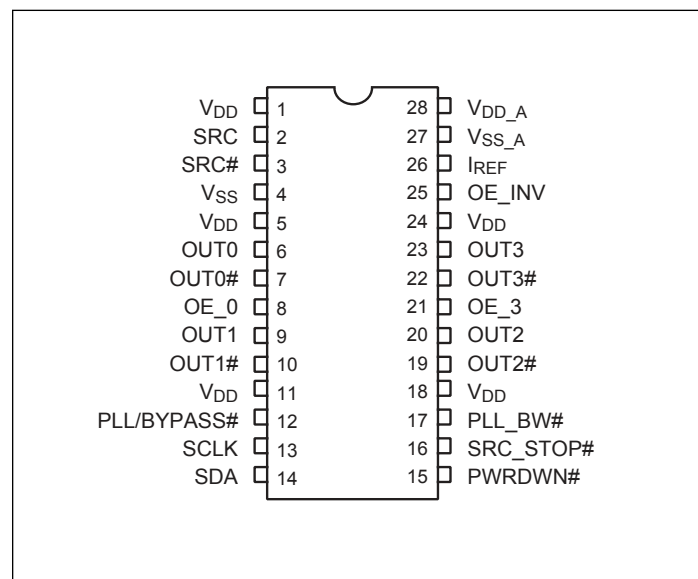 VDD 1 28 VDD_A
SRC 2 27 VSS_A
SRC# 3 26 IREF
VSS 4 25 OE_INV
VDD 5 24 VDD
OUT0 6 23 OUT3
OUT0# 7 22 OUT3#
OE_0 8 21 OE_3
OUT1 9 20 OUT2
OUT1# 10 19 OUT2#
VDD 11 18 VDD
PLL/BYPASS# 12 17 PLL_BW#
SCLK 13 16 SRC_STOP#
SDA 14 15 PWRDWN#